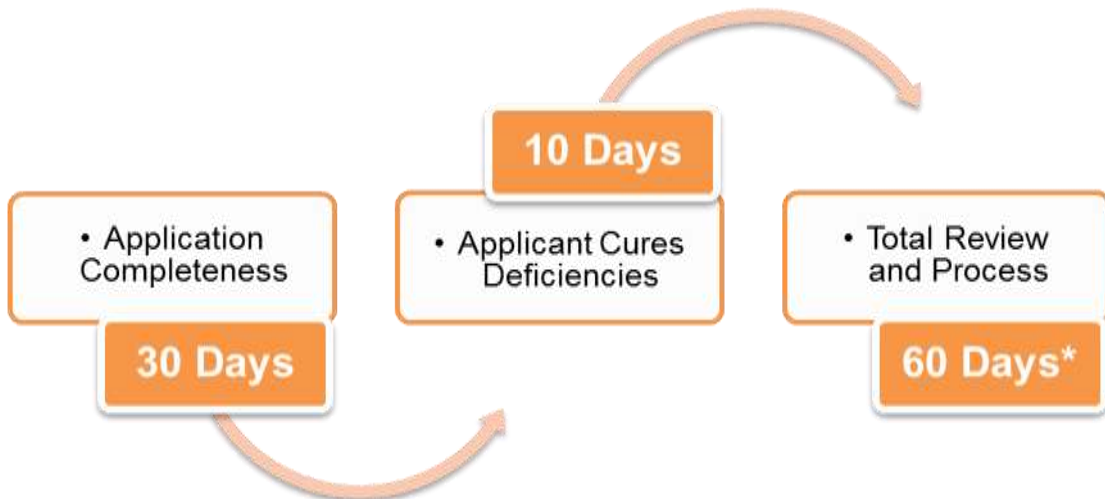 • Application
Completeness
30 Days
10 Days
• Applicant Cures
Deficiencies
• Total Review
and Process
60 Days*